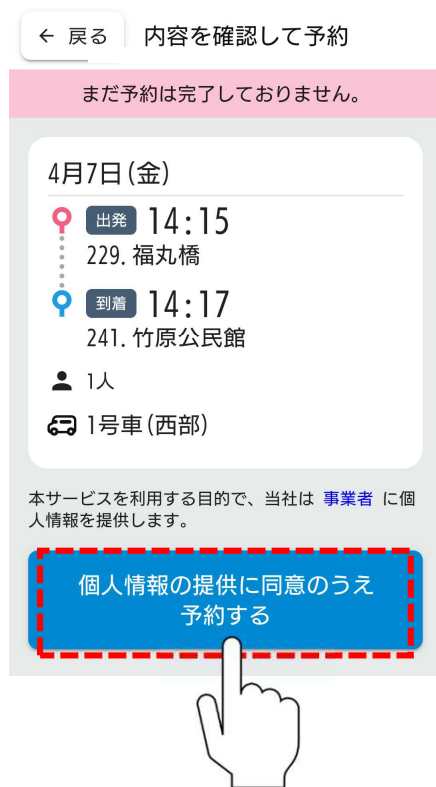 ← 戻る 内容を確認して予約
まだ予約は完了しておりません。
4月7日(金)
出発 14:15
229. 福丸橋
到着 14:17
241. 竹原公民館
1人
1号車(西部)
本サービスを利用する目的で、当社は 事業者 に個
人情報を提供します。
個人情報の提供に同意のうえ
予約する